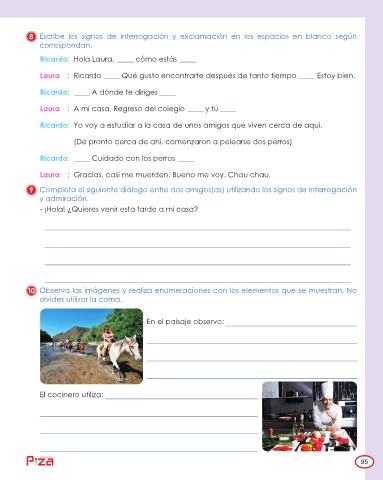 8 Escribe los signos de interrogación y exclamación en los espacios en blanco según
correspondan.
Ricardo: Hola Laura, ____ cómo estás ____
Laura : Ricardo ____ Qué gusto encontrarte después de tanto tiempo ____ Estoy bien.
Ricardo: ____ A dónde te diriges ____
Laura : A mi casa. Regreso del colegio ____ y tú ____
Ricardo: Yo voy a estudiar a la casa de unos amigos que viven cerca de aquí.
(De pronto cerca de ahí, comenzaron a pelearse dos perros)
Ricardo: ____ Cuidado con los perros ____
Laura : Gracias, casi me muerden. Bueno me voy. Chau chau.
9 Completa el siguiente diálogo entre dos amigos(as) utilizando los signos de interrogación
y admiración.
- ¡Hola! ¿Quieres venir esta tarde a mi casa?
10 Observa las imágenes y realiza enumeraciones con los elementos que se muestran. No
olvides utilizar la coma.
En el paisaje observo:
El cocinero utiliza:
Piza
95